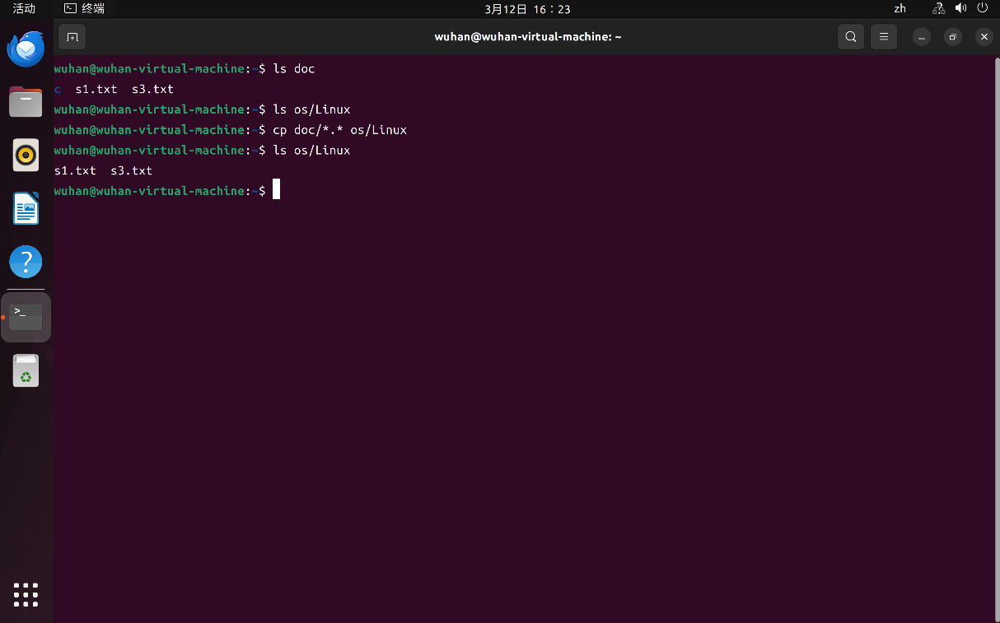 活动 终端 3月12日 16：23 zh
wuhan@wuhan-virtual-machine: ~
wuhan@wuhan-virtual-machine:~$ ls doc
c  s1.txt  s3.txt
wuhan@wuhan-virtual-machine:~$ ls os/Linux
wuhan@wuhan-virtual-machine:~$ cp doc/*.* os/Linux
wuhan@wuhan-virtual-machine:~$ ls os/Linux
s1.txt  s3.txt
wuhan@wuhan-virtual-machine:~$